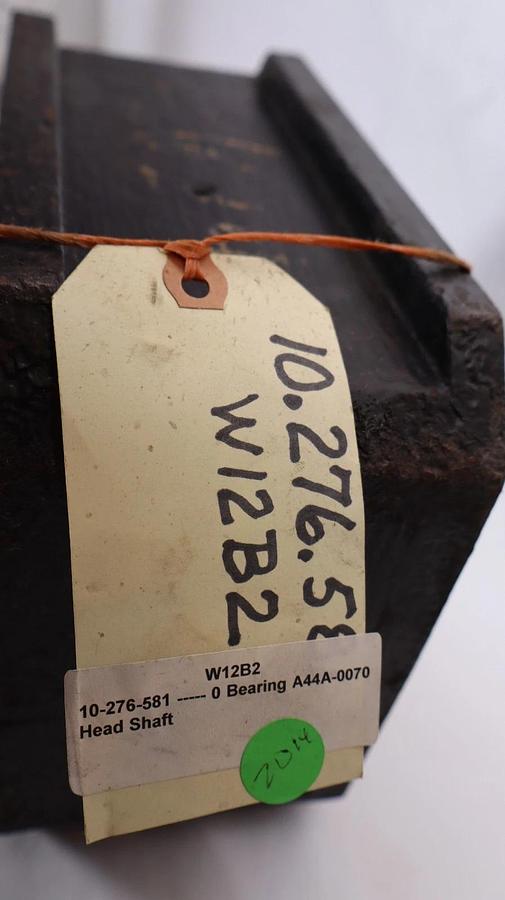 10.276.58
W12B2
W12B2
10-276-581 ----- 0 Bearing A44A-0070
Head Shaft
2014